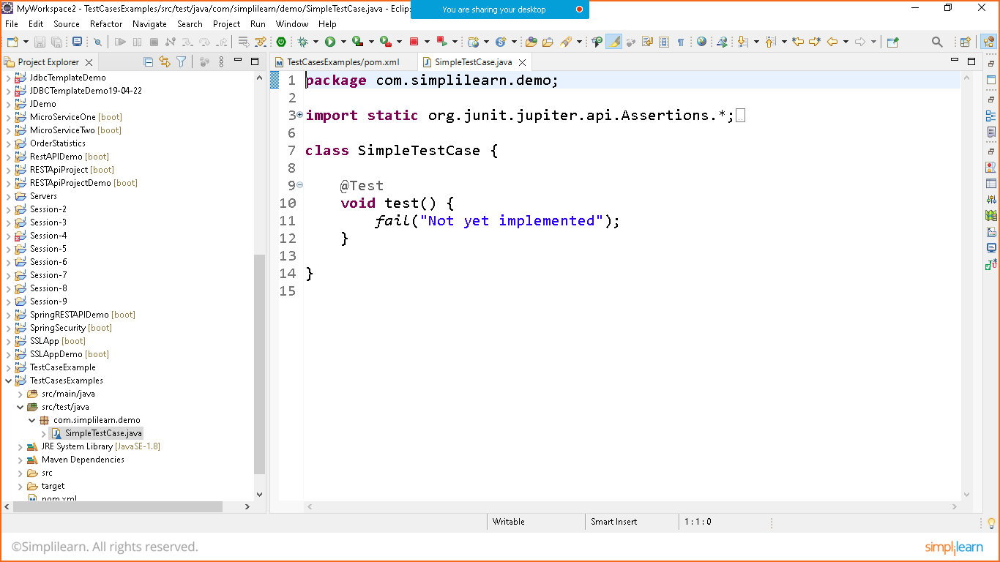 MyWorkspace2 - TestCasesExamples/src/test/java/com/simplilearn/demo/SimpleTestCase.java - Eclip
You are sharing your desktop
File Edit Source Refactor Navigate Search Project Run Window Help
Project Explorer
TestCasesExamples/pom.xml
SimpleTestCase.java
JdbcTemplateDemo
JDBCTemplateDemo19-04-22
JDemo
MicroServiceOne [boot]
MicroServiceTwo [boot]
OrderStatistics
RestAPIDemo [boot]
RESTApiProject [boot]
RESTApiProjectDemo [boot]
Servers
Session-2
Session-3
Session-4
Session-5
Session-6
Session-7
Session-8
Session-9
SpringRESTAPIDemo [boot]
SpringSecurity [boot]
SSLApp [boot]
SSLAppDemo [boot]
TestCaseExample
TestCasesExamples
src/main/java
src/test/java
com.simplilearn.demo
SimpleTestCase.java
JRE System Library [JavaSE-1.8]
Maven Dependencies
src
target
pom.xml
1 package com.simplilearn.demo;
2
3 import static org.junit.jupiter.api.Assertions.*;
6
7 class SimpleTestCase {
8
9 @Test
10 void test() {
11 fail("Not yet implemented");
12 }
13
14 }
15
Writable
Smart Insert
1 : 1 : 0
©Simplilearn. All rights reserved.
simplilearn